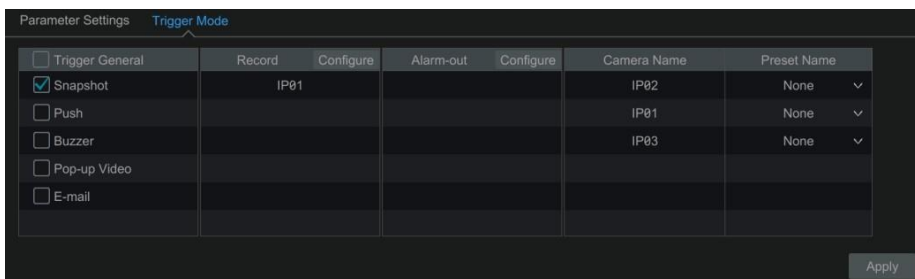 Parameter Settings Trigger Mode
Trigger General Record Configure Alarm-out Configure Camera Name Preset Name
Snapshot IP01 IP02 None
Push IP01 None
Buzzer IP03 None
Pop-up Video
E-mail
Apply